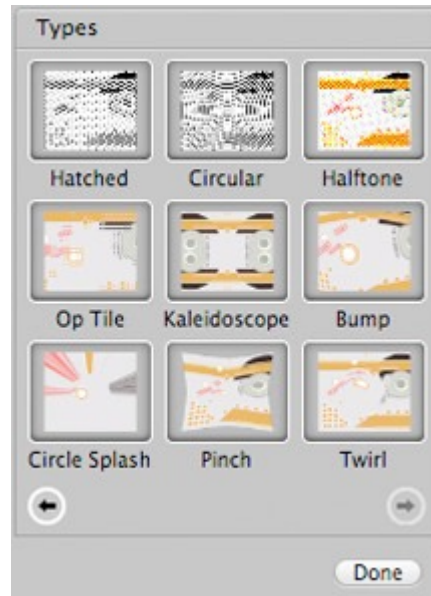 Types
Hatched Circular Halftone
Op Tile Kaleidoscope Bump
Circle Splash Pinch Twirl
Done